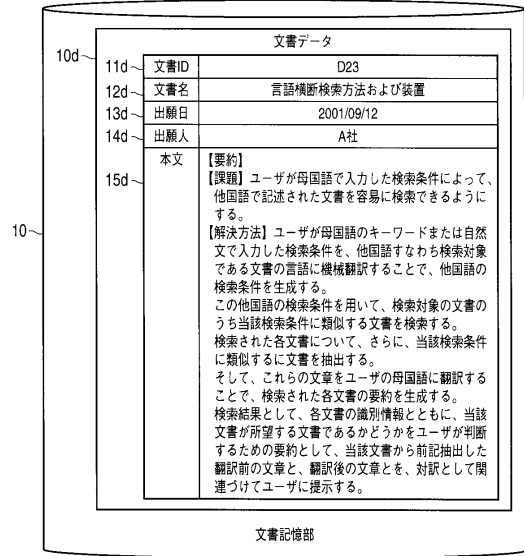 文書データ
10d
11d 文書ID D23
12d 文書名 言語横断検索方法および装置
13d 出願日 2001/09/12
14d 出願人 A社
15d 本文 【要約】
【課題】ユーザが母国語で入力した検索条件によって、
他国語で記述された文書を容易に検索できるように
する。
【解決方法】ユーザが母国語のキーワードまたは自然
文で入力した検索条件を、他国語すなわち検索対象
である文書の言語に機械翻訳することで、他国語の
検索条件を生成する。
この他国語の検索条件を用いて、検索対象の文書の
うち当該検索条件に類似する文書を検索する。
検索された各文書について、さらに、当該検索条件
に類似するに文書を抽出する。
そして、これらの文章をユーザの母国語に翻訳する
ことで、検索された各文書の要約を生成する。
検索結果として、各文書の識別情報とともに、当該
文書が所望する文書であるかどうかをユーザが判断
するための要約として、当該文書から前記抽出した
翻訳前の文章と、翻訳後の文章とを、対訳として関
連づけてユーザに提示する。
10
文書記憶部